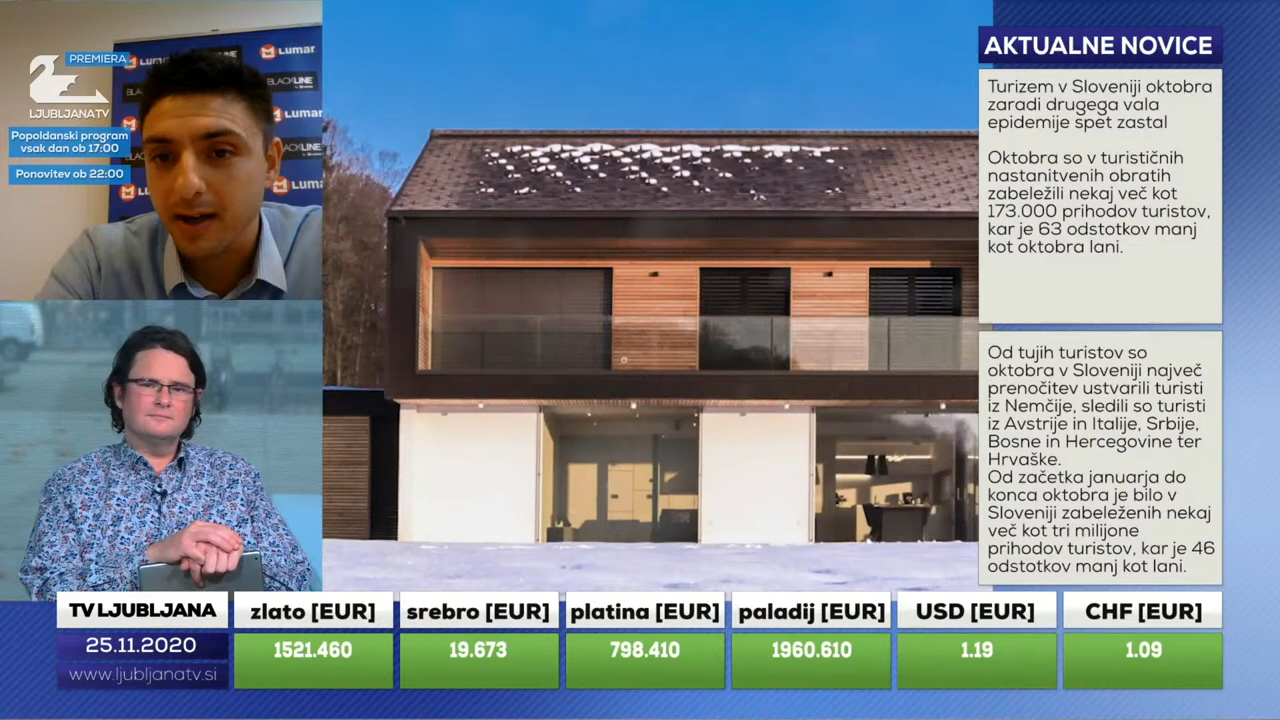 PREMIERA
LJUBLJANATV
Popoldanski program
vsak dan ob 17:00
Ponovitev ob 22:00
Lumar
BLACKLINE
Lumar
Lumar
AKTUALNE NOVICE
Turizem v Sloveniji oktobra
zaradi drugega vala
epidemije spet zastal
Oktobra so v turističnih
nastanitvenih obratih
zabeležili nekaj več kot
173.000 prihodov turistov,
kar je 63 odstotkov manj
kot oktobra lani.
Od tujih turistov so
oktobra v Sloveniji največ
prenočitev ustvarili turisti
iz Nemčije, sledili so turisti
iz Avstrije in Italije, Srbije,
Bosne in Hercegovine ter
Hrvaške.
Od začetka januarja do
konca oktobra je bilo v
Sloveniji zabeleženih nekaj
več kot tri milijone
prihodov turistov, kar je 46
odstotkov manj kot lani.
TV LJUBLJANA
zlato [EUR]
srebro [EUR]
platina [EUR]
paladij [EUR]
USD [EUR]
CHF [EUR]
25.11.2020
1521.460
19.673
798.410
1960.610
1.19
1.09
www.ljubljanatv.si